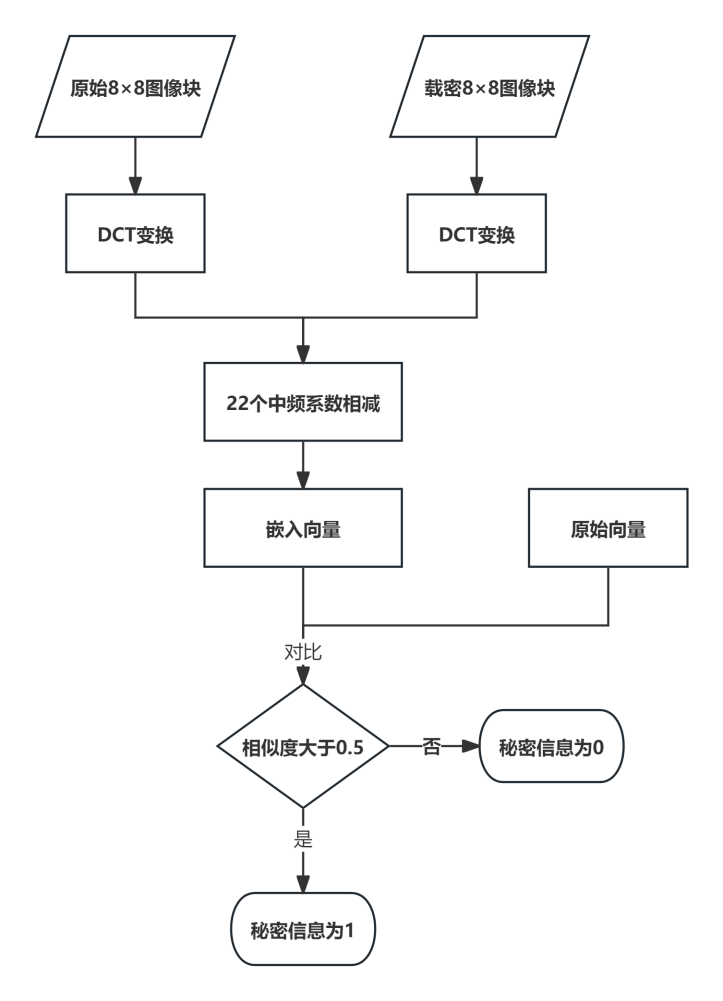 原始8×8图像块
载密8×8图像块
DCT变换
DCT变换
22个中频系数相减
嵌入向量
原始向量
对比
相似度大于0.5
否
秘密信息为0
是
秘密信息为1